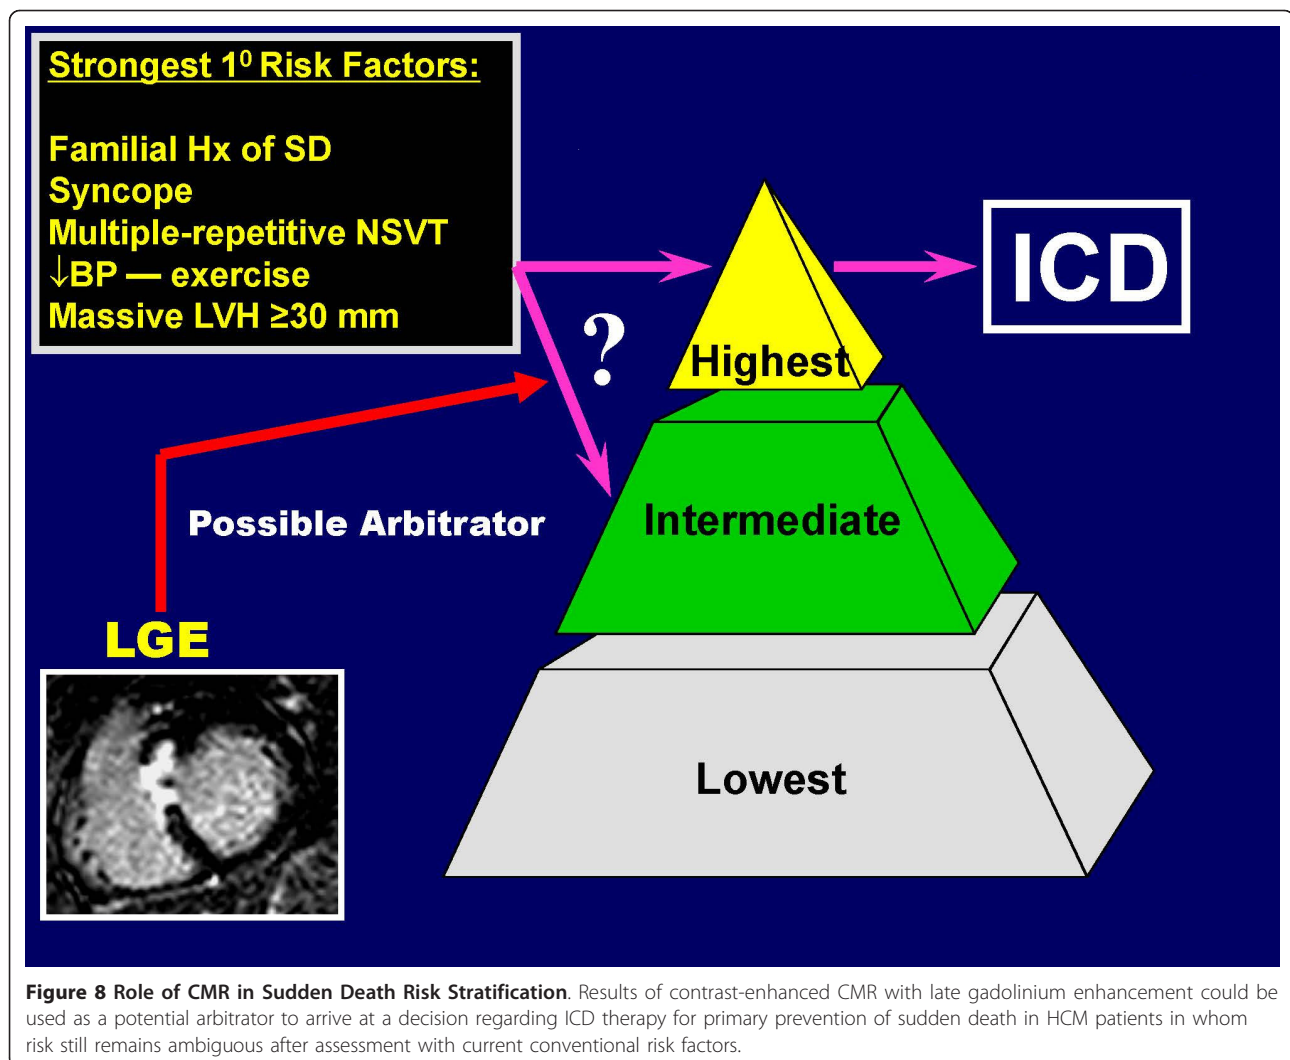 Strongest 1⁰ Risk Factors:
Familial Hx of SD
Syncope
Multiple-repetitive NSVT
↓BP — exercise
Massive LVH ≥30 mm
?
ICD
Highest
Intermediate
Possible Arbitrator
LGE
Lowest
Figure 8 Role of CMR in Sudden Death Risk Stratification. Results of contrast-enhanced CMR with late gadolinium enhancement could be
used as a potential arbitrator to arrive at a decision regarding ICD therapy for primary prevention of sudden death in HCM patients in whom
risk still remains ambiguous after assessment with current conventional risk factors.